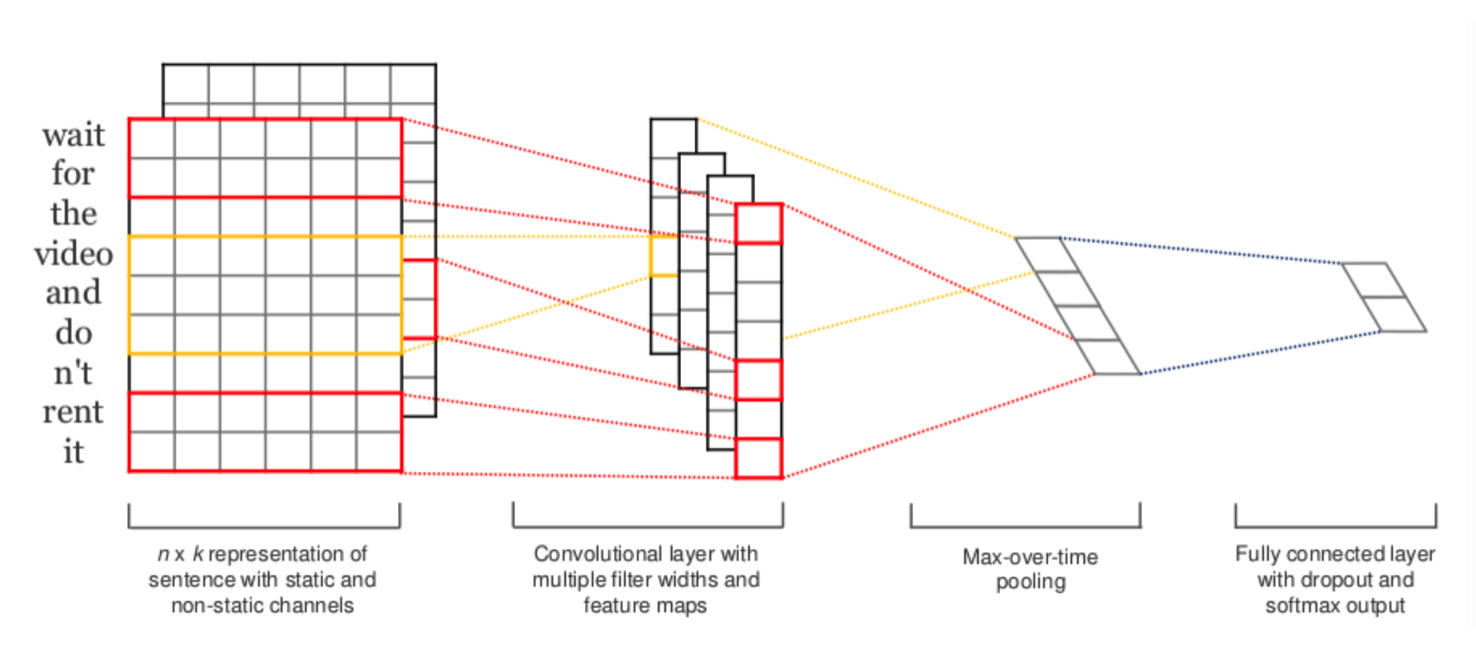 wait
for
the
video
and
do
n't
rent
it
n x k representation of
sentence with static and
non-static channels
Convolutional layer with
multiple filter widths and
feature maps
Max-over-time
pooling
Fully connected layer
with dropout and
softmax output